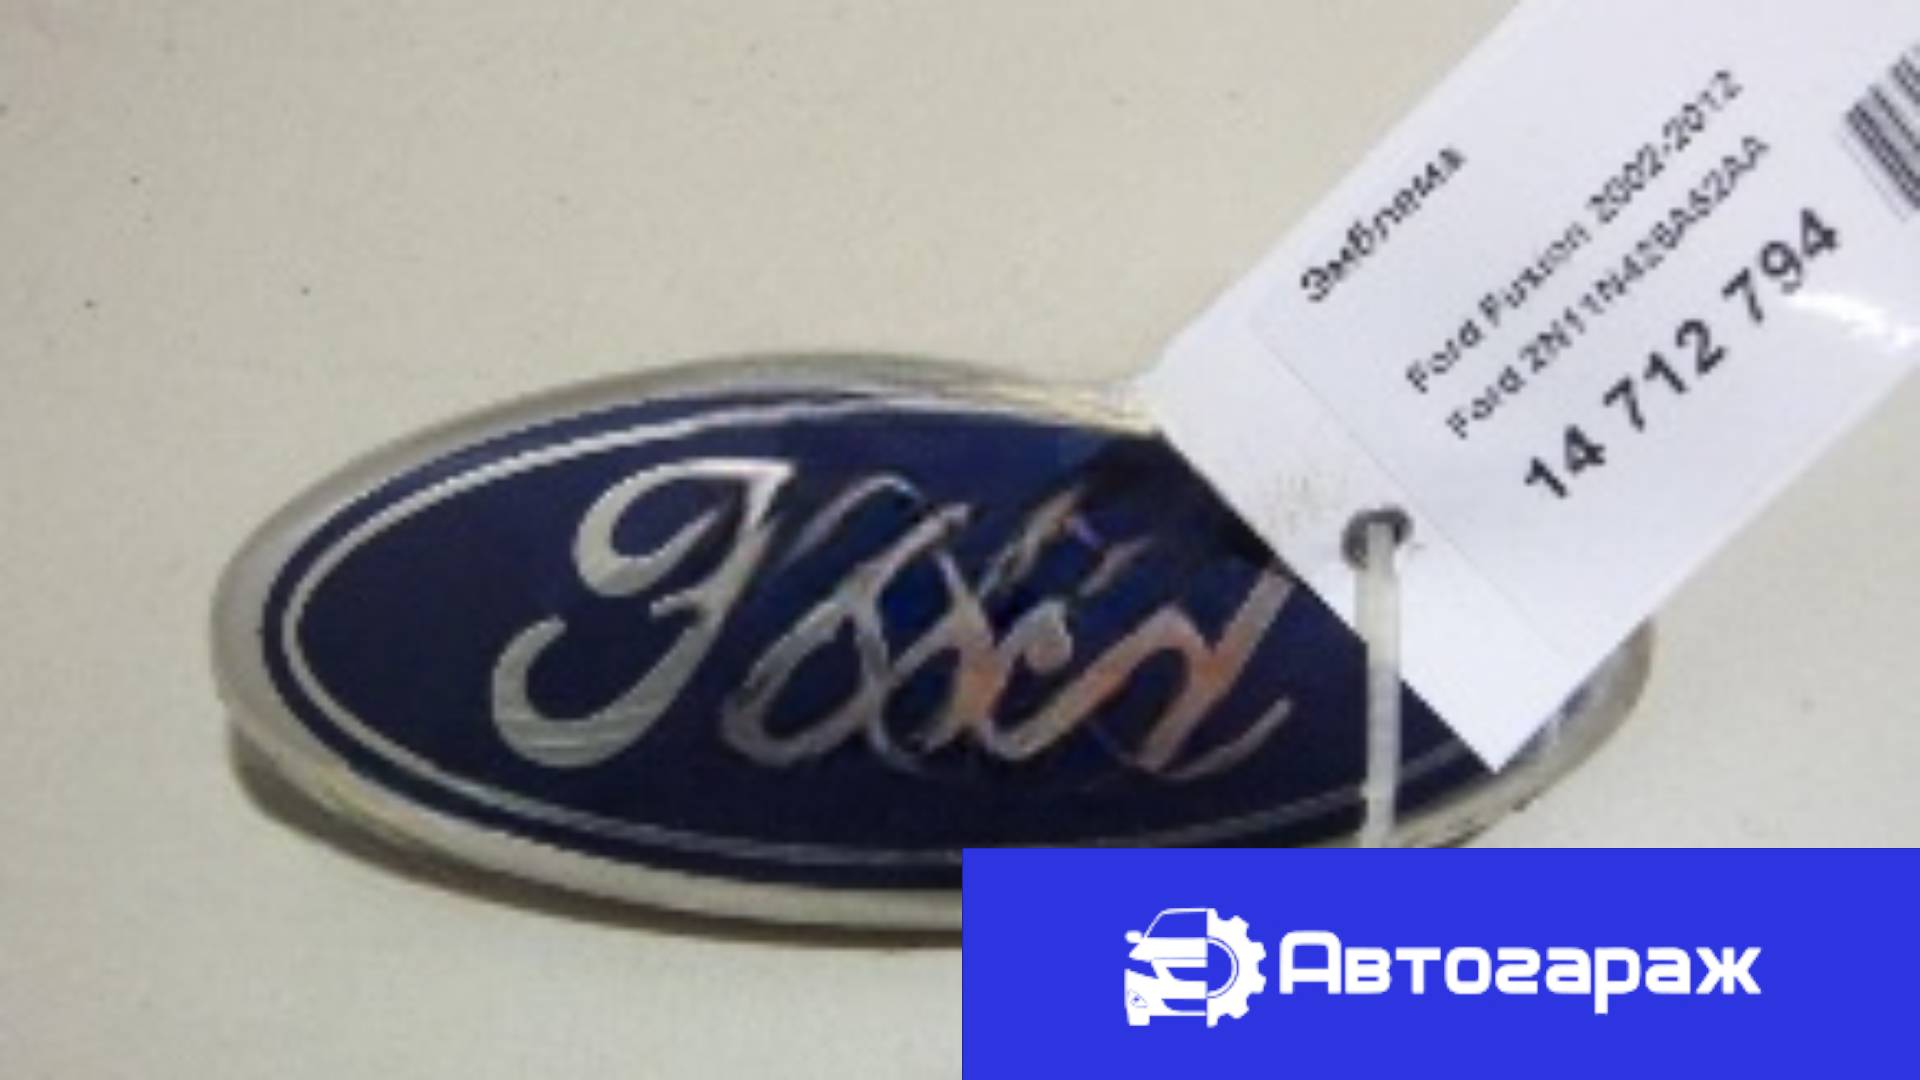 Эмблема
Ford Fusion 2002-2012
Ford 2N11N428A52AA
14 712 794
Ford
Автогараж